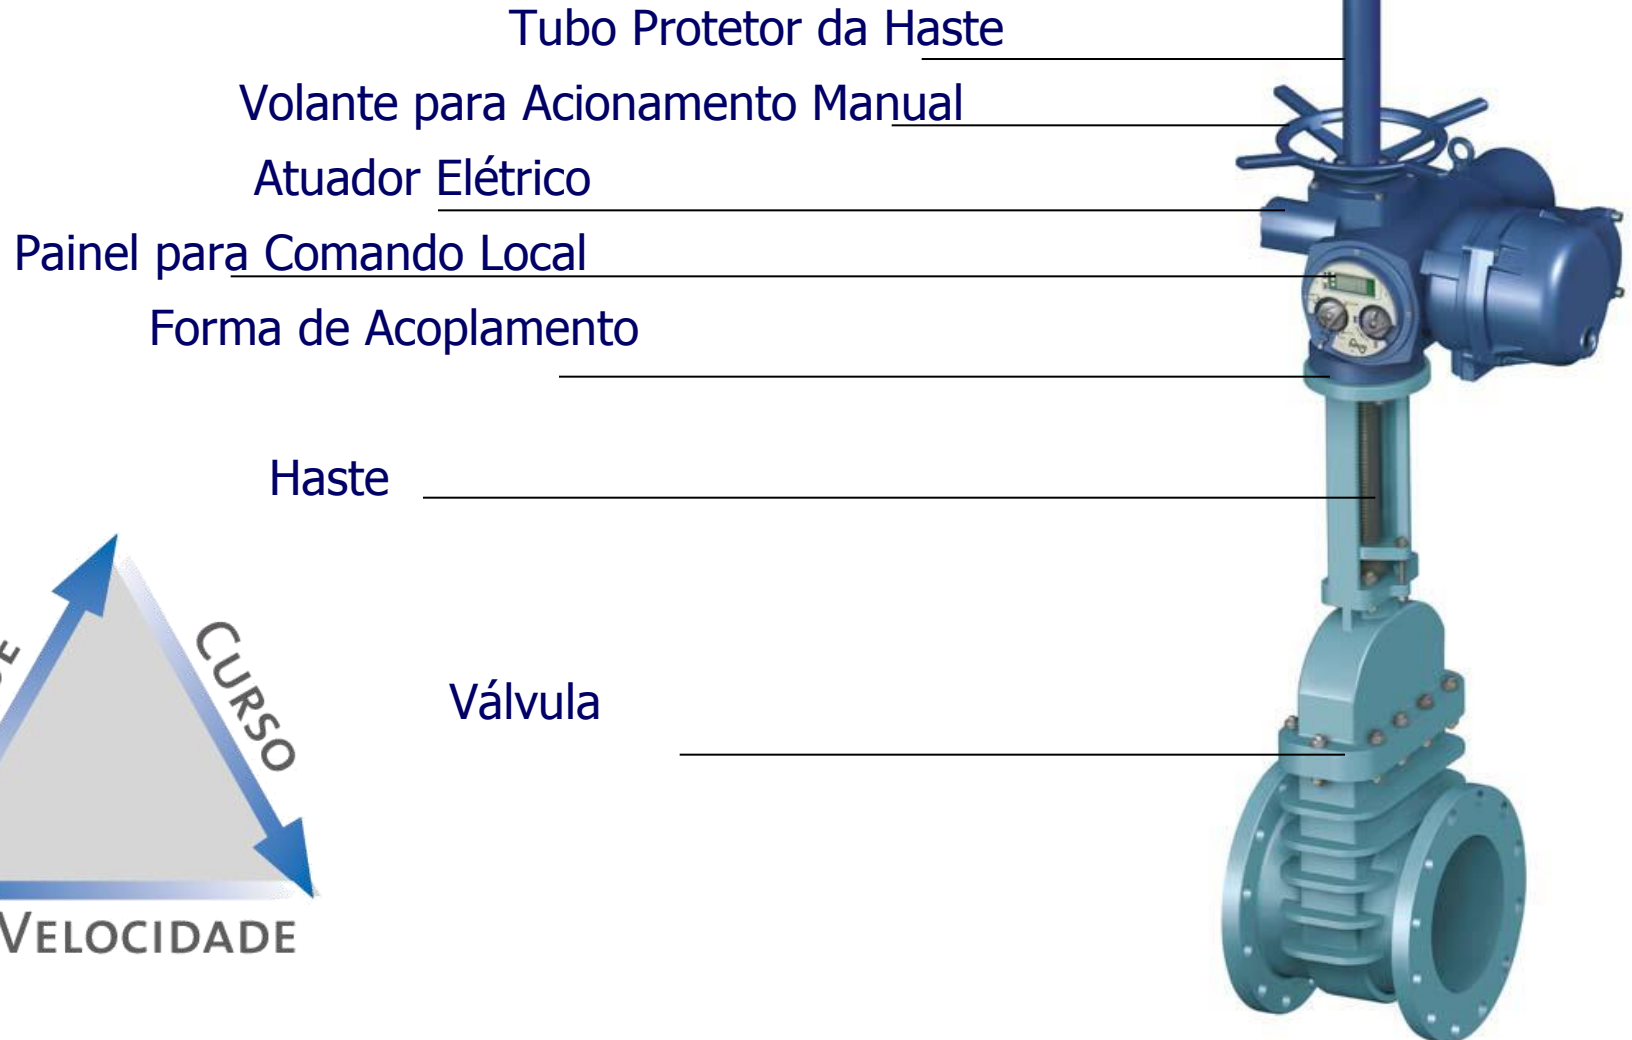 Tubo Protetor da Haste
Volante para Acionamento Manual
Atuador Elétrico
Painel para Comando Local
Forma de Acoplamento
Haste
CURSO
Válvula
VELOCIDADE